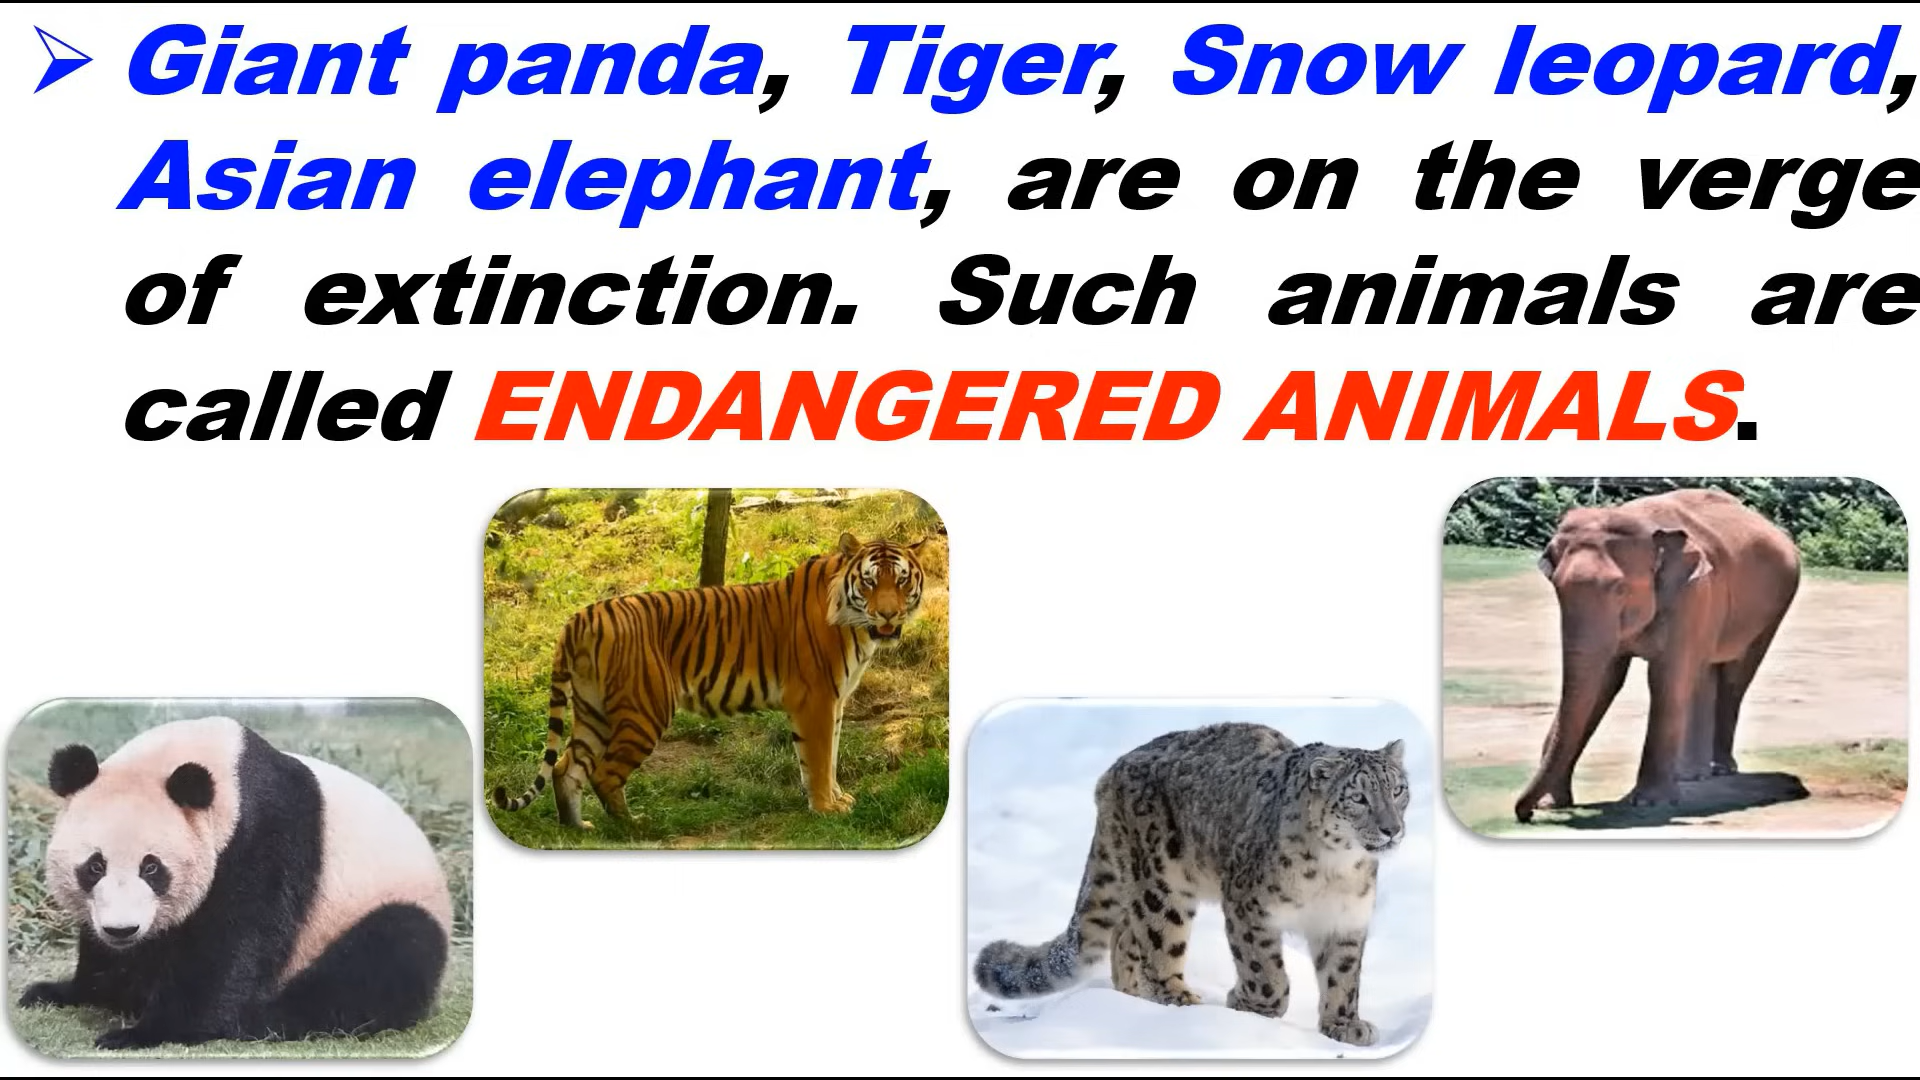 Giant panda, Tiger, Snow leopard,
Asian elephant, are on the verge
of extinction. Such animals are
called ENDANGERED ANIMALS.